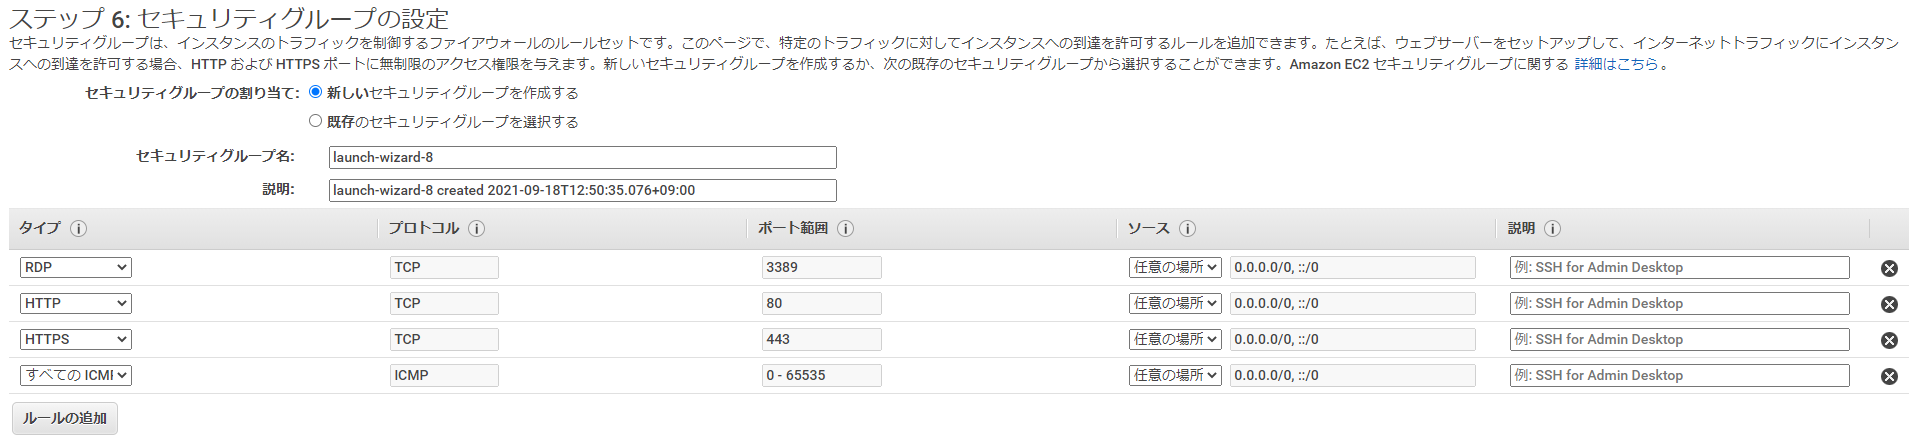 ステップ 6: セキュリティグループの設定
セキュリティグループは、インスタンスのトラフィックを制御するファイアウォールのルールセットです。このページで、特定のトラフィックに対してインスタンスへの到達を許可するルールを追加できます。たとえば、ウェブサーバーをセットアップして、インターネットトラフィックにインスタン
スへの到達を許可する場合、HTTP および HTTPS ポートに無制限のアクセス権限を与えます。新しいセキュリティグループを作成するか、次の既存のセキュリティグループから選択することができます。Amazon EC2 セキュリティグループに関する 詳細はこちら 。
セキュリティグループの割り当て: 新しいセキュリティグループを作成する
既存のセキュリティグループを選択する
セキュリティグループ名: launch-wizard-8
説明: launch-wizard-8 created 2021-09-18T12:50:35.076+09:00
タイプ プロトコル ポート範囲 ソース 説明
RDP TCP 3389 任意の場所 0.0.0.0/0, ::/0 例: SSH for Admin Desktop
HTTP TCP 80 任意の場所 0.0.0.0/0, ::/0 例: SSH for Admin Desktop
HTTPS TCP 443 任意の場所 0.0.0.0/0, ::/0 例: SSH for Admin Desktop
すべての ICMP ICMP 0 - 65535 任意の場所 0.0.0.0/0, ::/0 例: SSH for Admin Desktop
ルールの追加